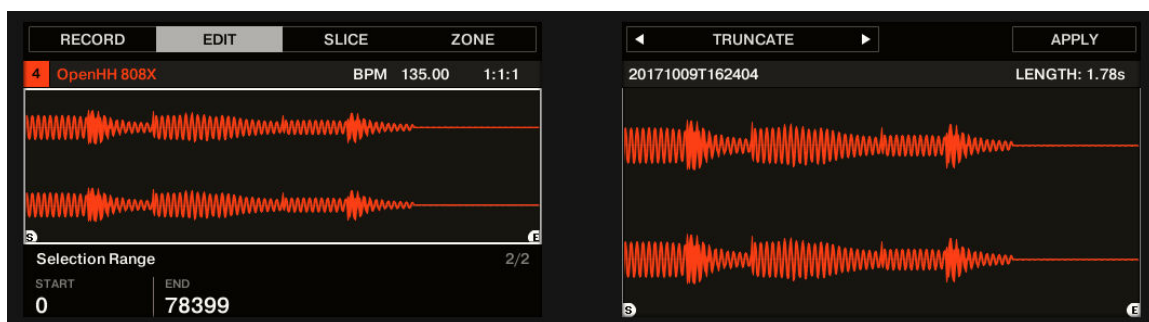 RECORD EDIT SLICE ZONE
4 OpenHH 808X BPM 135.00 1:1:1
S E
Selection Range 2/2
START END
0 78399
◀ TRUNCATE ▶ APPLY
20171009T162404 LENGTH: 1.78s
S E